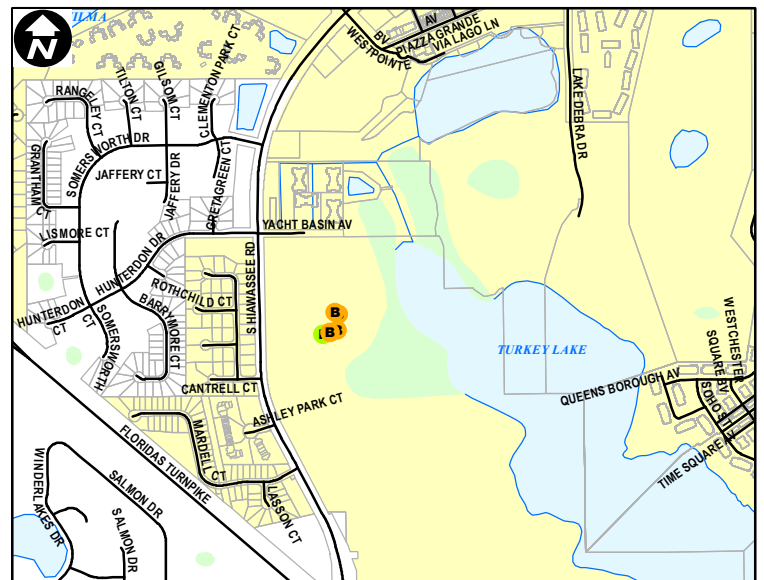 N
ILMA
AV
BV
PIAZZA GRANDE
WESTPOINTE
VIA LAGO LN
RANGELEY CT
TILTON CT
GILSOM CT
CLEMENTON PARK CT
SOMERSWORTH DR
LAKE DEBRA DR
GRANTHAM CT
JAFFERY CT
JAFFERY DR
GRETAGREEN CT
LISMORE CT
YACHT BASIN AV
HUNTERDON DR
S HIAWASSEE RD
ROTHCHILD CT
HUNTERDON CT
BARRYMORE CT
SOMERSWORTH CT
B
B
TURKEY LAKE
WESTCHESTER
SQUARE BV
CANTRELL CT
QUEENS BOROUGH AV
SOHO ST
ASHLEY PARK CT
MARDELL CT
FLORIDAS TURNPIKE
TIME SQUARE AV
WINDERLAKES DR
SALMON DR
LASSON CT
SALMON DR